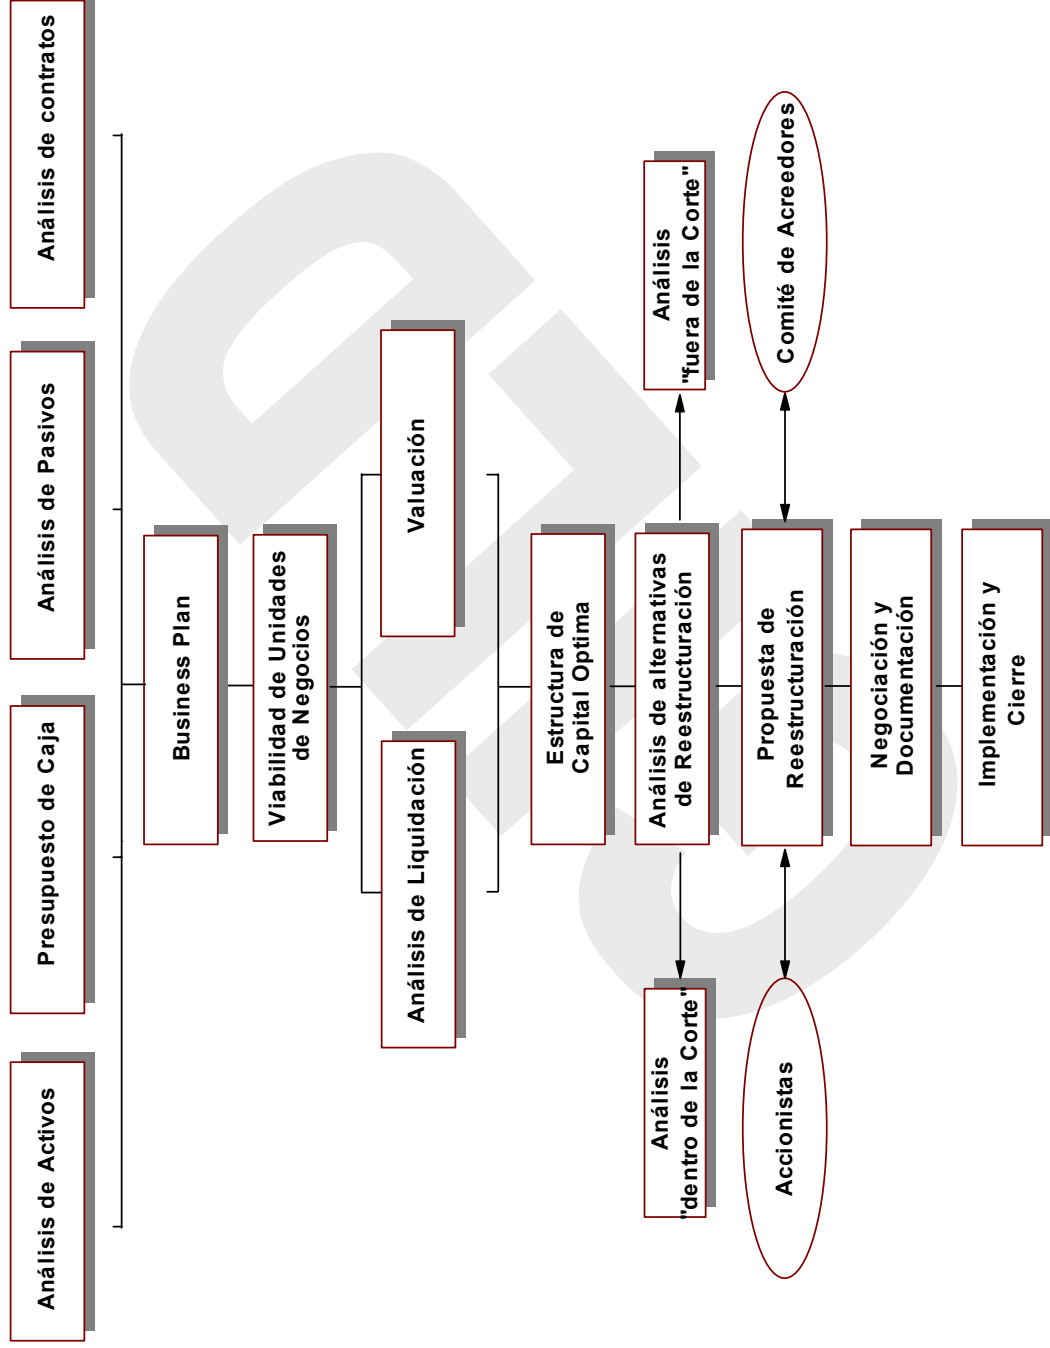 Análisis de Activos
Presupuesto de Caja
Análisis de Pasivos
Análisis de contratos
Business Plan
Viabilidad de Unidades
de Negocios
Análisis de Liquidación
Valuación
Estructura de
Capital Optima
Análisis
"dentro de la Corte"
Análisis de alternativas
de Reestructuración
Análisis
"fuera de la Corte"
Accionistas
Propuesta de
Reestructuración
Comité de Acreedores
Negociación y
Documentación
Implementación y
Cierre